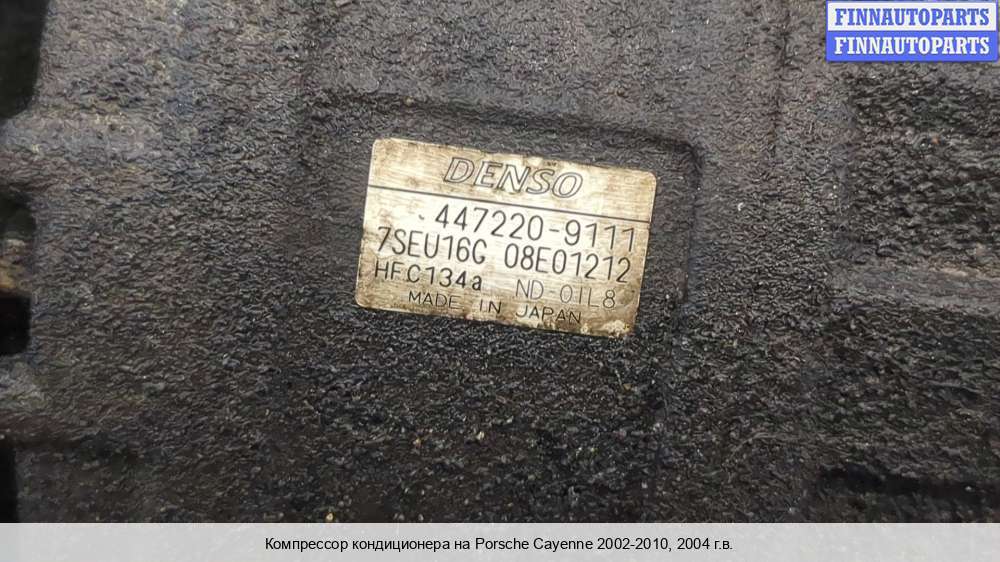 FINNAUTOPARTS
FINNAUTOPARTS
DENSO
447220-9111
7SEU16C 08E01212
HFC134a ND-OIL8
MADE IN JAPAN
Компрессор кондиционера на Porsche Cayenne 2002-2010, 2004 г.в.